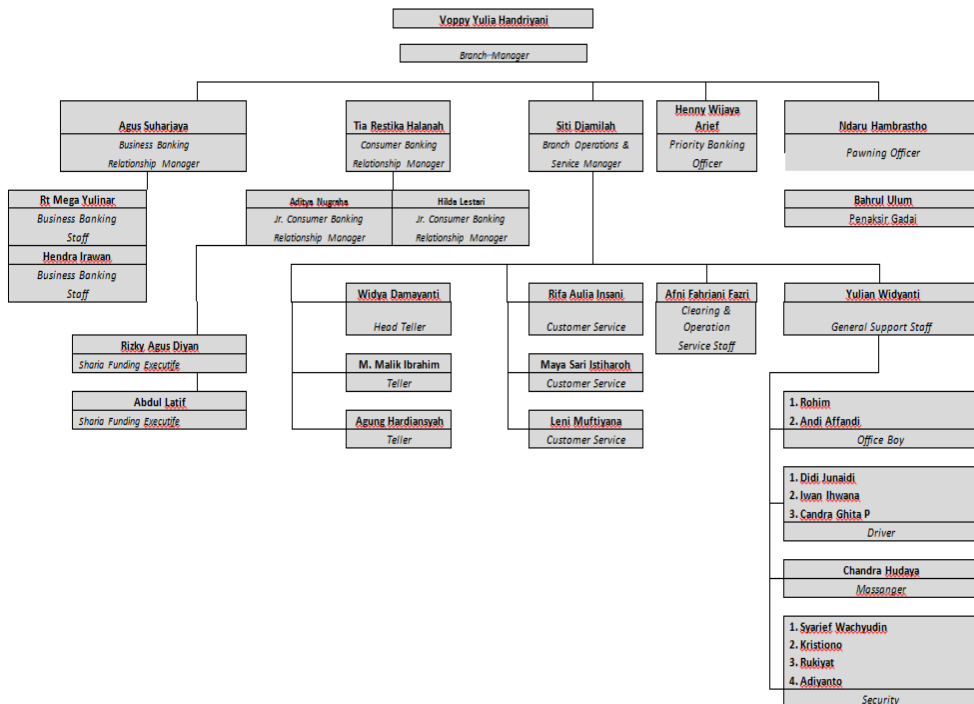 Voppy Yulia Handriyani
Branch Manager
Agus Suharjaya
Business Banking
Relationship Manager
Tia Restika Halanah
Consumer Banking
Relationship Manager
Siti Djamilah
Branch Operations &
Service Manager
Henny Wijaya
Arief
Priority Banking
Officer
Ndaru Hambrastho
Pawning Officer
Rt Mega Yulinar
Business Banking
Staff
Hendra Irawan
Business Banking
Staff
Aditya Nugraha
Jr. Consumer Banking
Relationship Manager
Hilda Lestari
Jr. Consumer Banking
Relationship Manager
Bahrul Ulum
Penaksir Gadai
Widya Damayanti
Head Teller
Rifa Aulia Insani
Customer Service
Afni Fahriani Fazri
Clearing &
Operation
Service Staff
Yulian Widyanti
General Support Staff
Rizky Agus Diyan
Sharia Funding Executife
M. Malik Ibrahim
Teller
Maya Sari Istiharoh
Customer Service
Abdul Latif
Sharia Funding Executife
Agung Hardiansyah
Teller
Leni Muftiyana
Customer Service
1. Rohim
2. Andi Affandi
Office Boy
1. Didi Junaidi
2. Iwan Ihwana
3. Candra Ghita P
Driver
Chandra Hudaya
Massanger
1. Syarief Wachyudin
2. Kristiono
3. Rukiyat
4. Adiyanto
Security